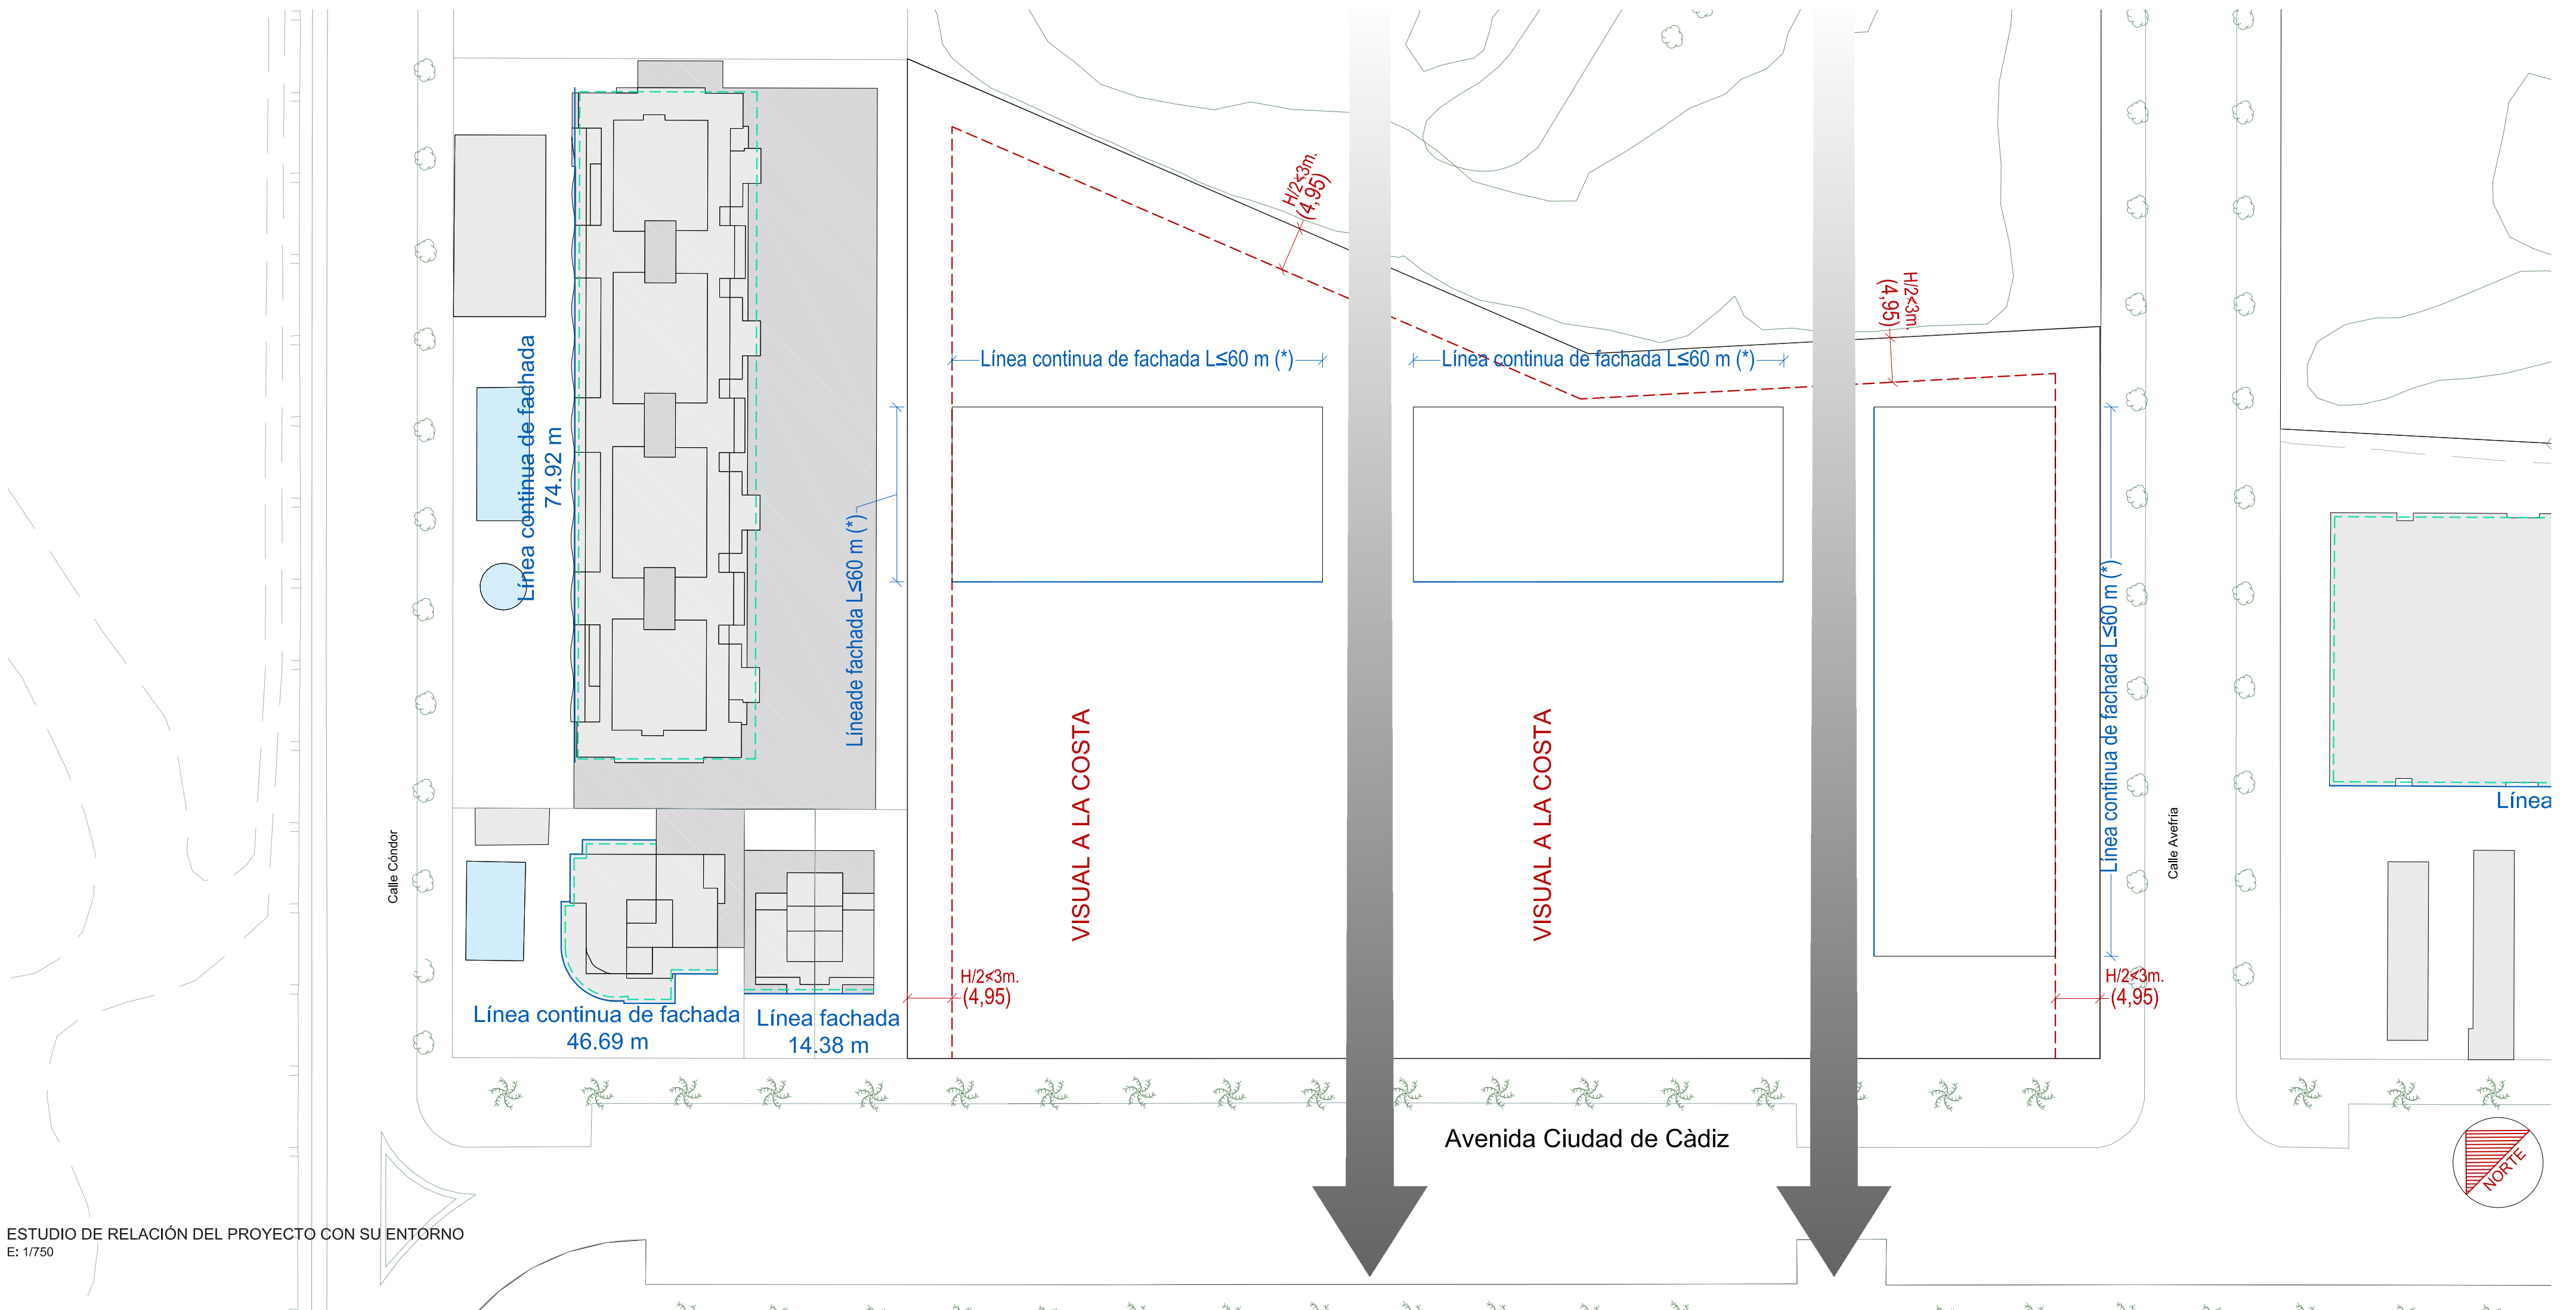 H/2≮3m.
(4,95)
H/2≮3m.
(4,95)
Línea continua de fachada L≤60 m (*)
Línea continua de fachada L≤60 m (*)
Línea continua de fachada
74.92 m
Líneade fachada L≤60 m (*)
Línea continua de fachada L≤60 m (*)
VISUAL A LA COSTA
VISUAL A LA COSTA
Línea
Calle Cóndor
Calle Avefría
H/2≮3m.
(4,95)
H/2≮3m.
(4,95)
Línea continua de fachada
46.69 m
Línea fachada
14.38 m
Avenida Ciudad de Càdiz
NORTE
ESTUDIO DE RELACIÓN DEL PROYECTO CON SU ENTORNO
E: 1/750